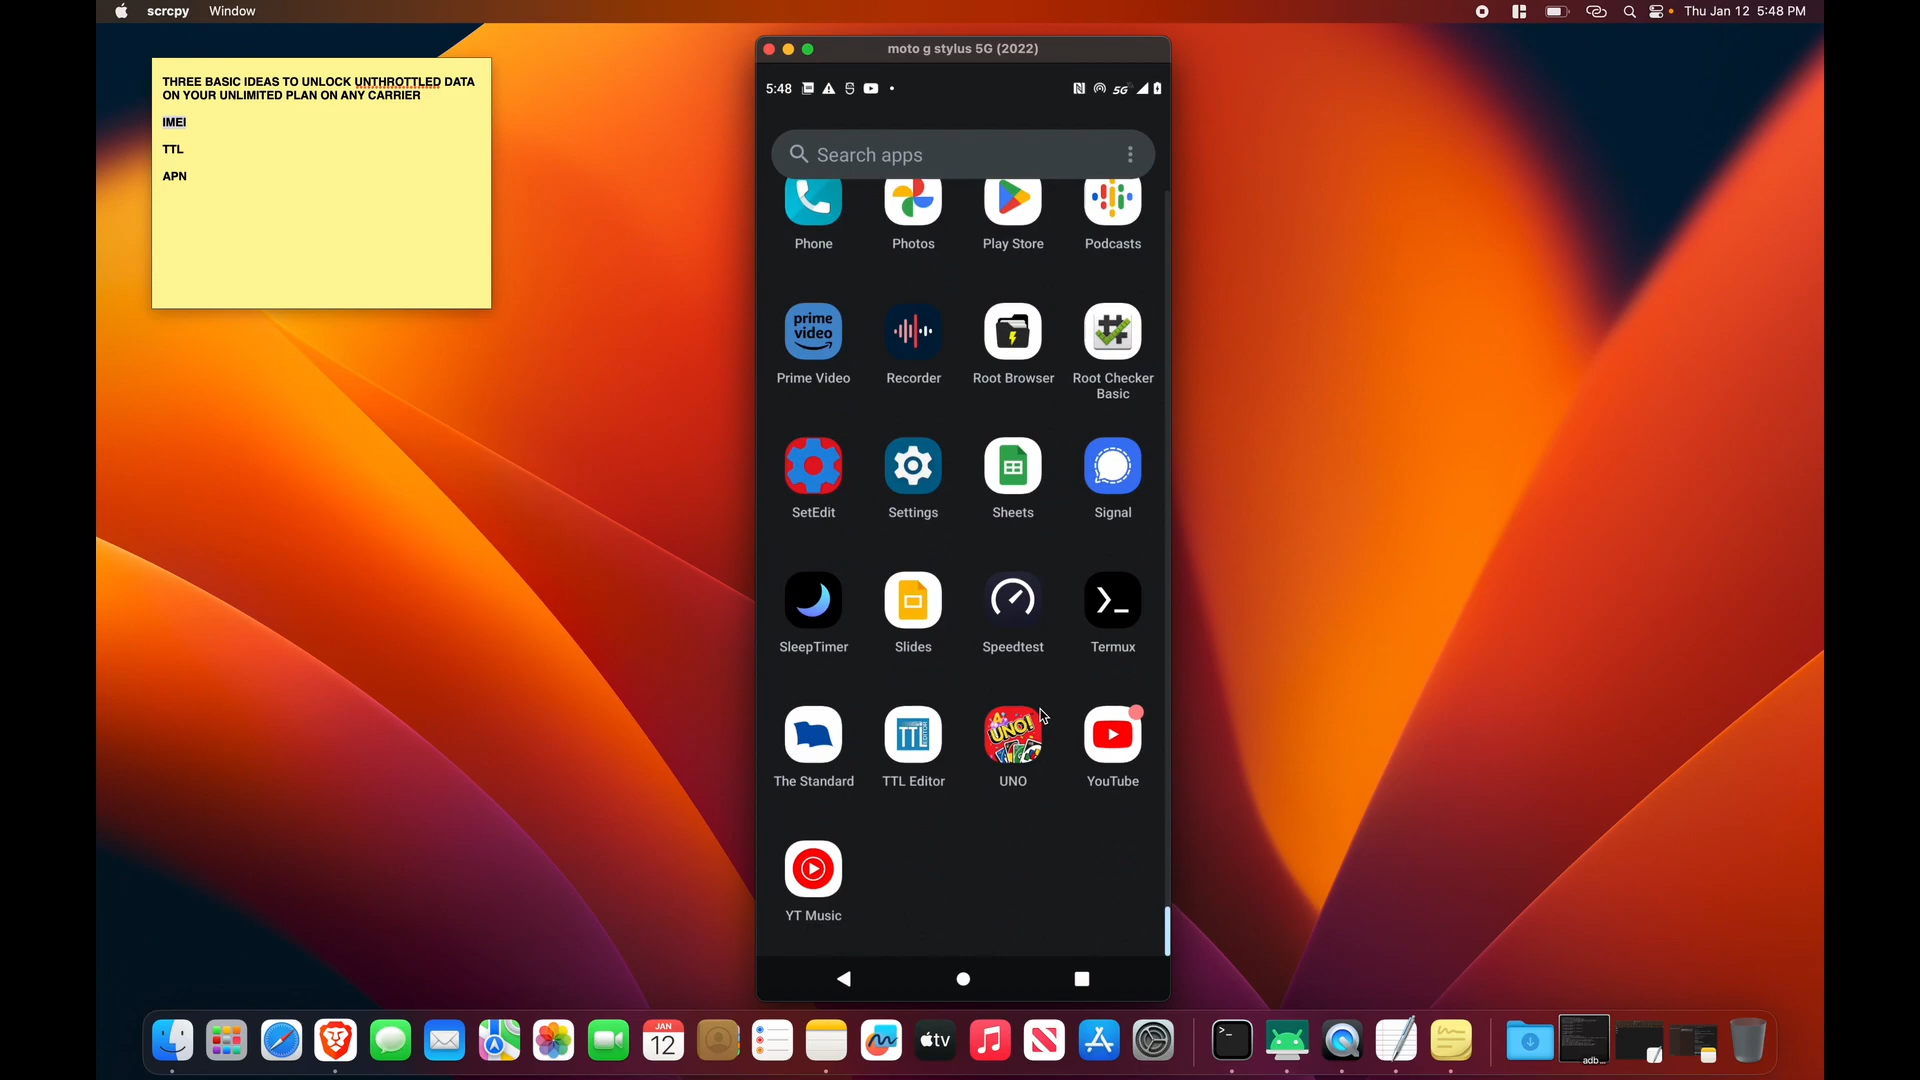 scrcpy Window
Thu Jan 12 5:48 PM
THREE BASIC IDEAS TO UNLOCK UNTHROTTLED DATA
ON YOUR UNLIMITED PLAN ON ANY CARRIER
IMEI
TTL
APN
moto g stylus 5G (2022)
5:48
5G
Search apps
Phone Photos Play Store Podcasts
prime
video
Prime Video Recorder Root Browser Root Checker
Basic
SetEdit Settings Sheets Signal
SleepTimer Slides Speedtest Termux
TTL
EDITOR
UNO!
The Standard TTL Editor UNO YouTube
YT Music
JAN
12
tv
adb...